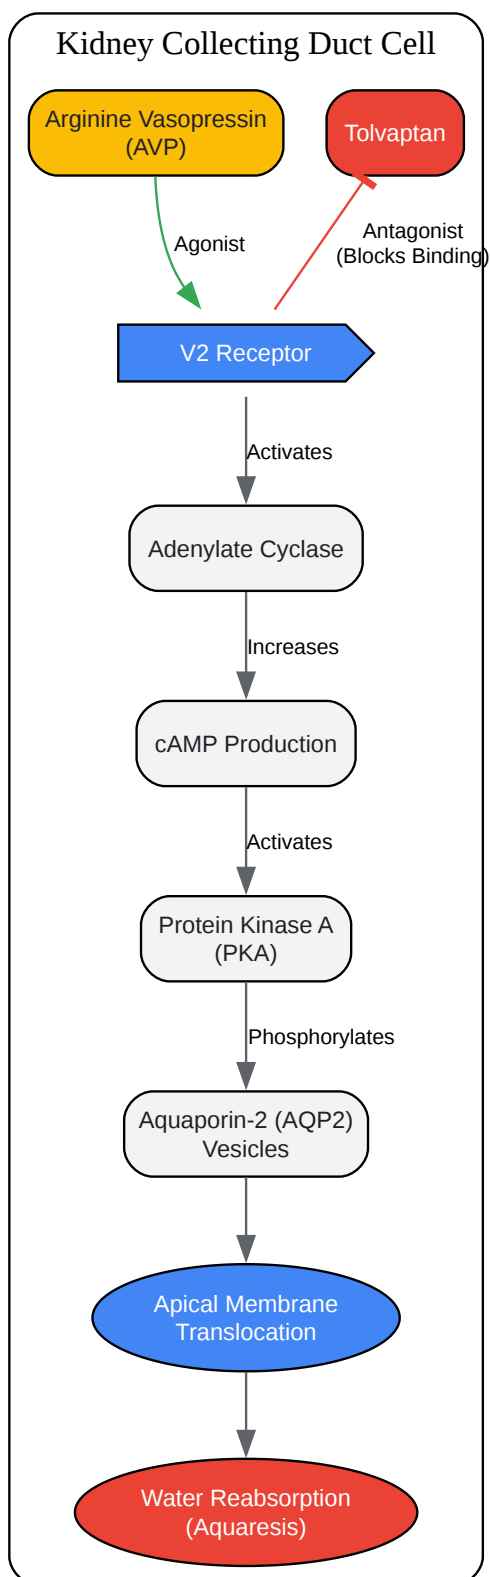 Kidney Collecting Duct Cell
Arginine Vasopressin
(AVP)
Tolvaptan
Agonist
Antagonist
(Blocks Binding)
V2 Receptor
Activates
Adenylate Cyclase
Increases
cAMP Production
Activates
Protein Kinase A
(PKA)
Phosphorylates
Aquaporin-2 (AQP2)
Vesicles
Apical Membrane
Translocation
Water Reabsorption
(Aquaresis)